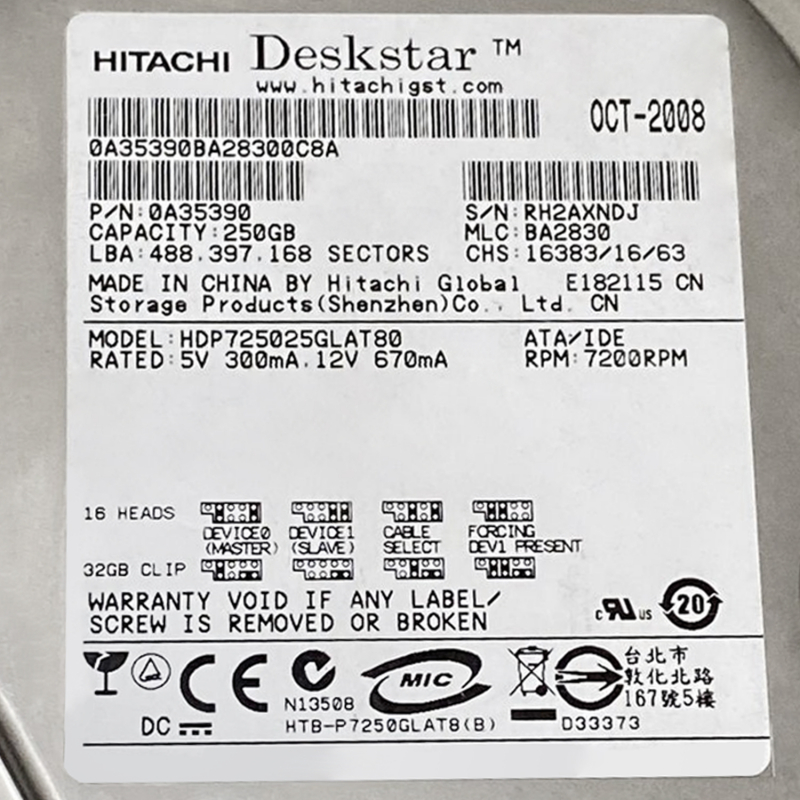 HITACHI Deskstar ™
www.hitachigst.com
OCT-2008
0A35390BA28300C8A
P/N:0A35390 S/N:RH2AXNDJ
CAPACITY:250GB MLC:BA2830
LBA:488.397.168 SECTORS CHS:16383/16/63
MADE IN CHINA BY Hitachi Global E182115 CN
Storage Products(Shenzhen)Co., Ltd. CN
MODEL:HDP725025GLAT80 ATA/IDE
RATED:5V 300mA.12V 670mA RPM:7200RPM
16 HEADS
DEVICE0 DEVICE1 CABLE FORCING
(MASTER) (SLAVE) SELECT DEV1 PRESENT
32GB CLIP
WARRANTY VOID IF ANY LABEL/
SCREW IS REMOVED OR BROKEN
c RU us 20
CE N13508 MIC
台北市
敦化北路
167號5樓
DC HTB-P7250GLAT8(B) D33373